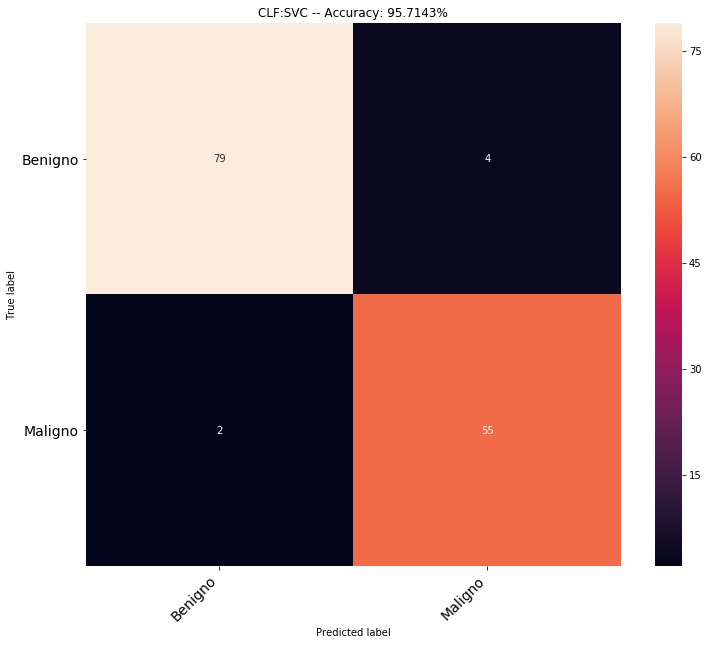 CLF:SVC -- Accuracy: 95.7143%
True label
Benigno
Maligno
79
4
2
55
Benigno
Maligno
Predicted label
75
60
45
30
15